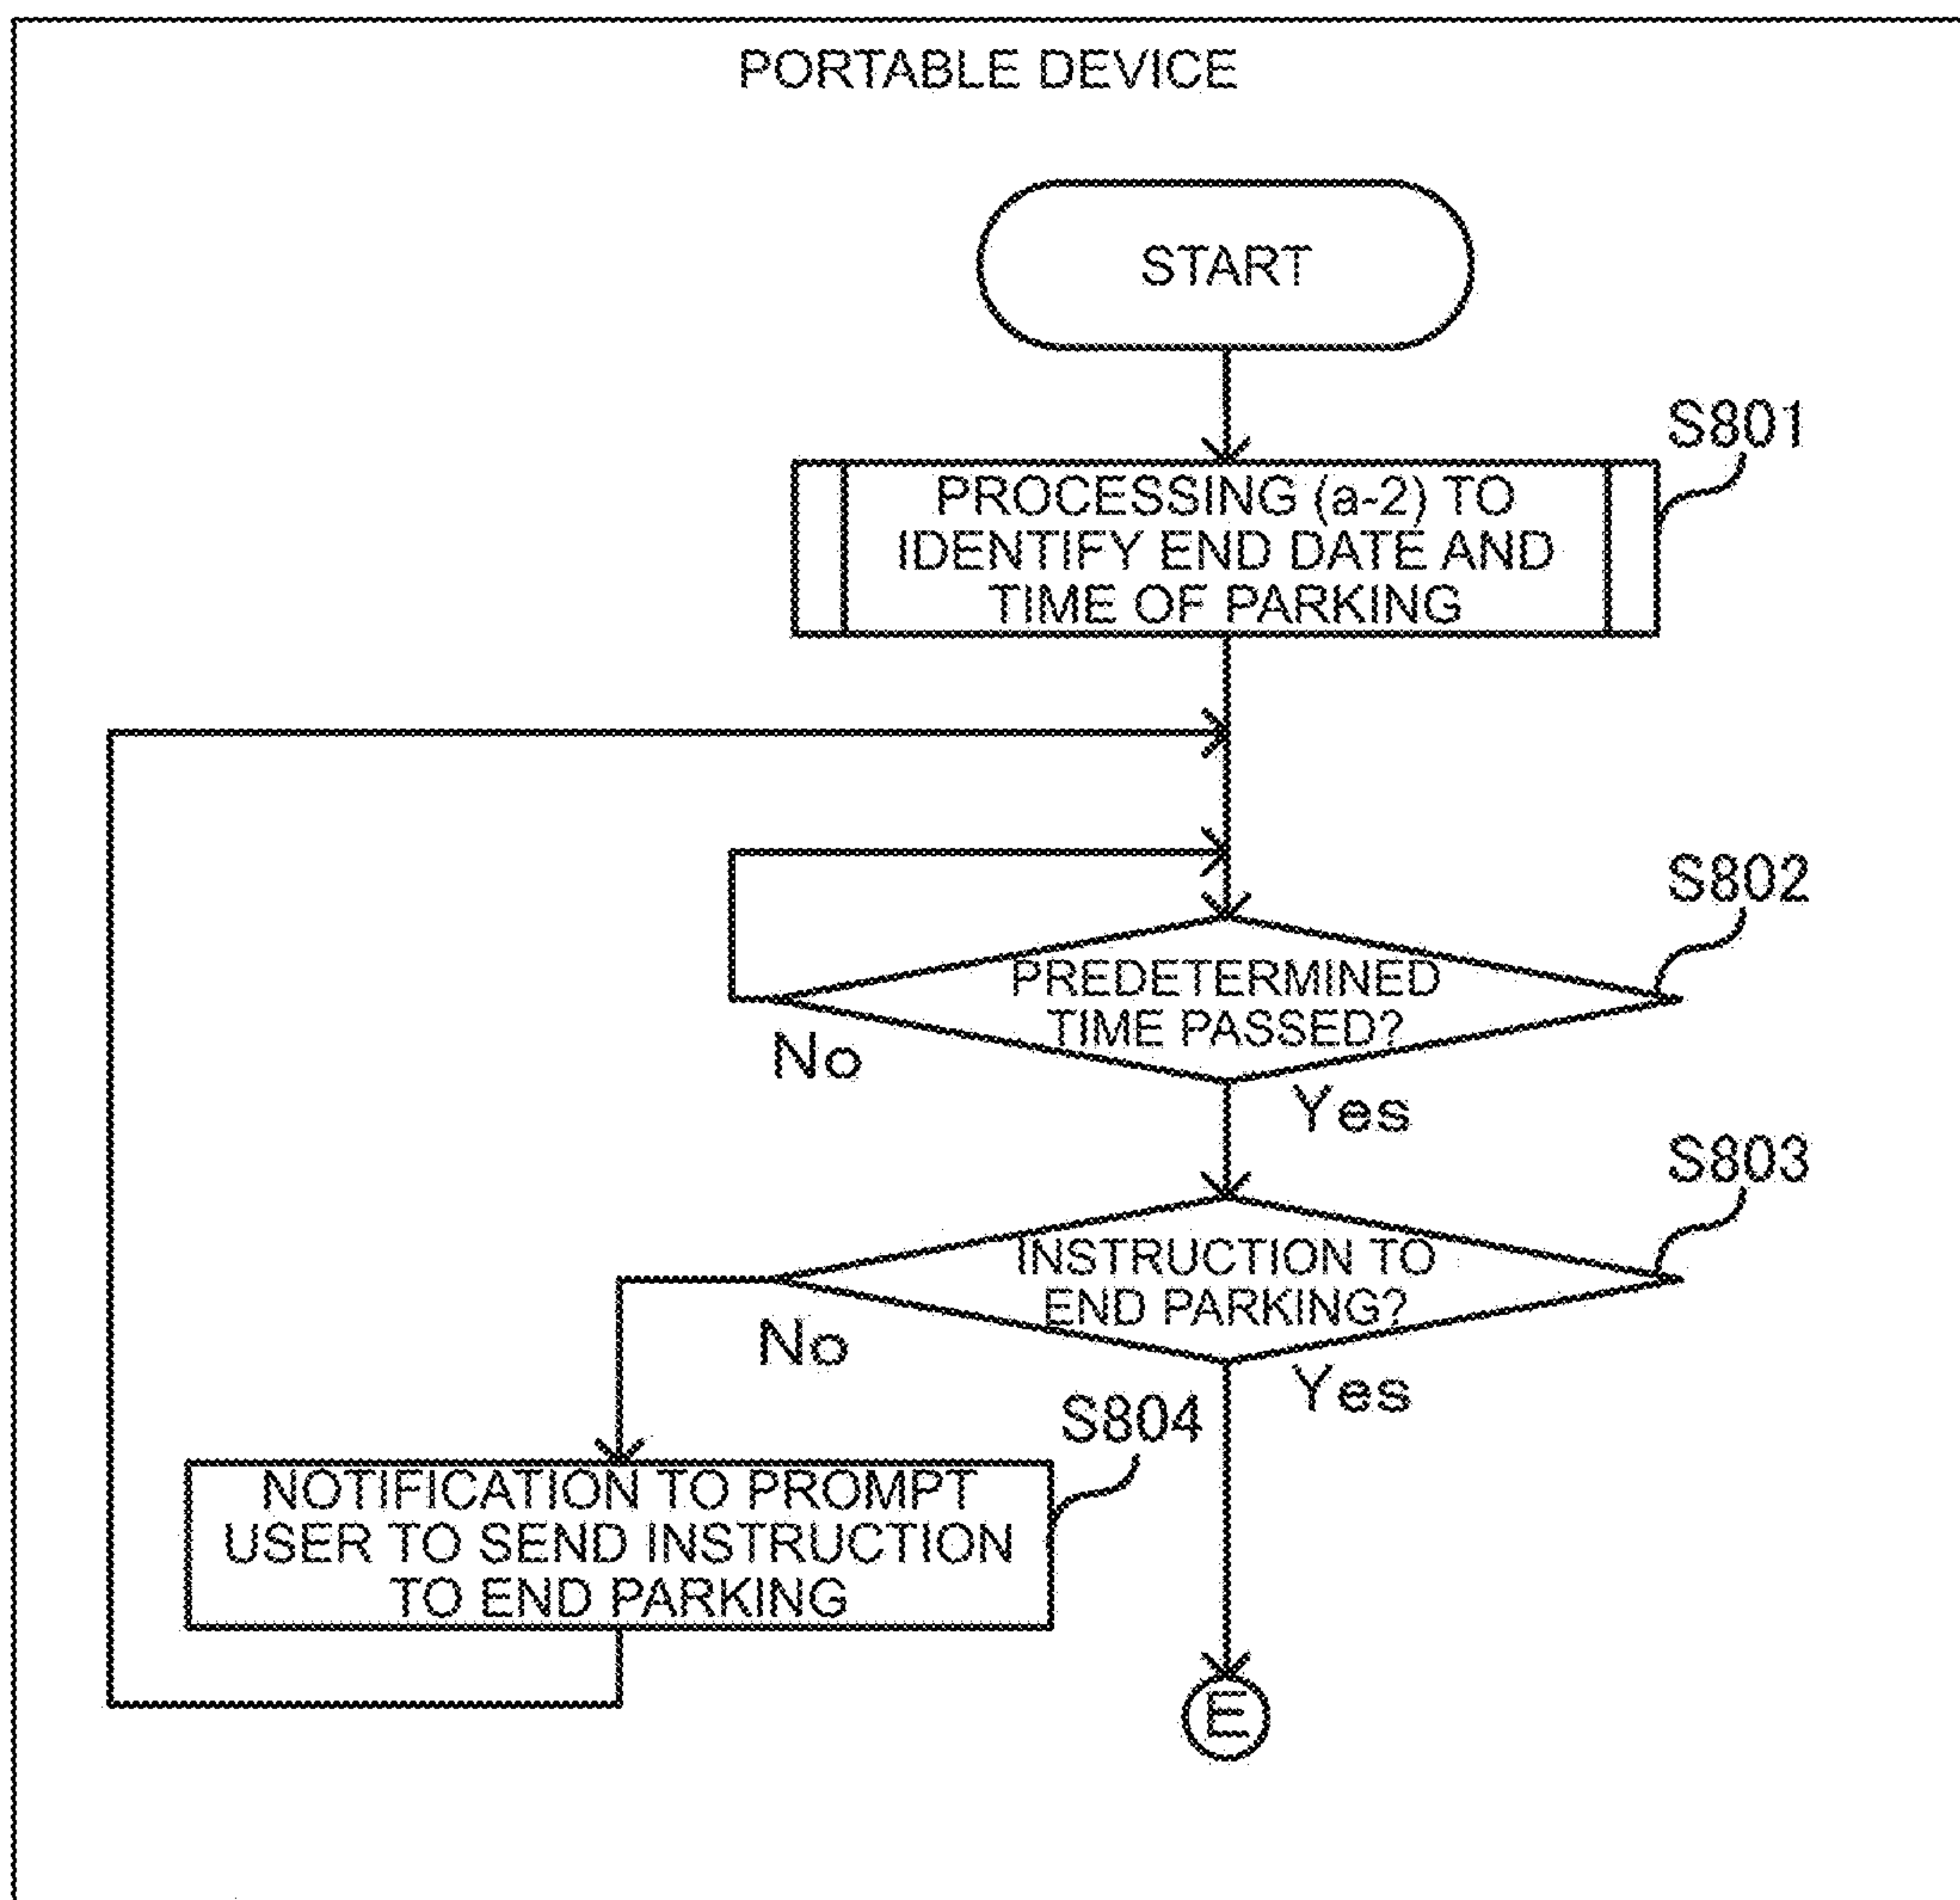 PORTABLE DEVICE
START
S801
PROCESSING (a-2) TO
IDENTIFY END DATE AND
TIME OF PARKING
S802
PREDETERMINED
TIME PASSED?
No
Yes
S803
INSTRUCTION TO
END PARKING?
No
Yes
S804
NOTIFICATION TO PROMPT
USER TO SEND INSTRUCTION
TO END PARKING
E